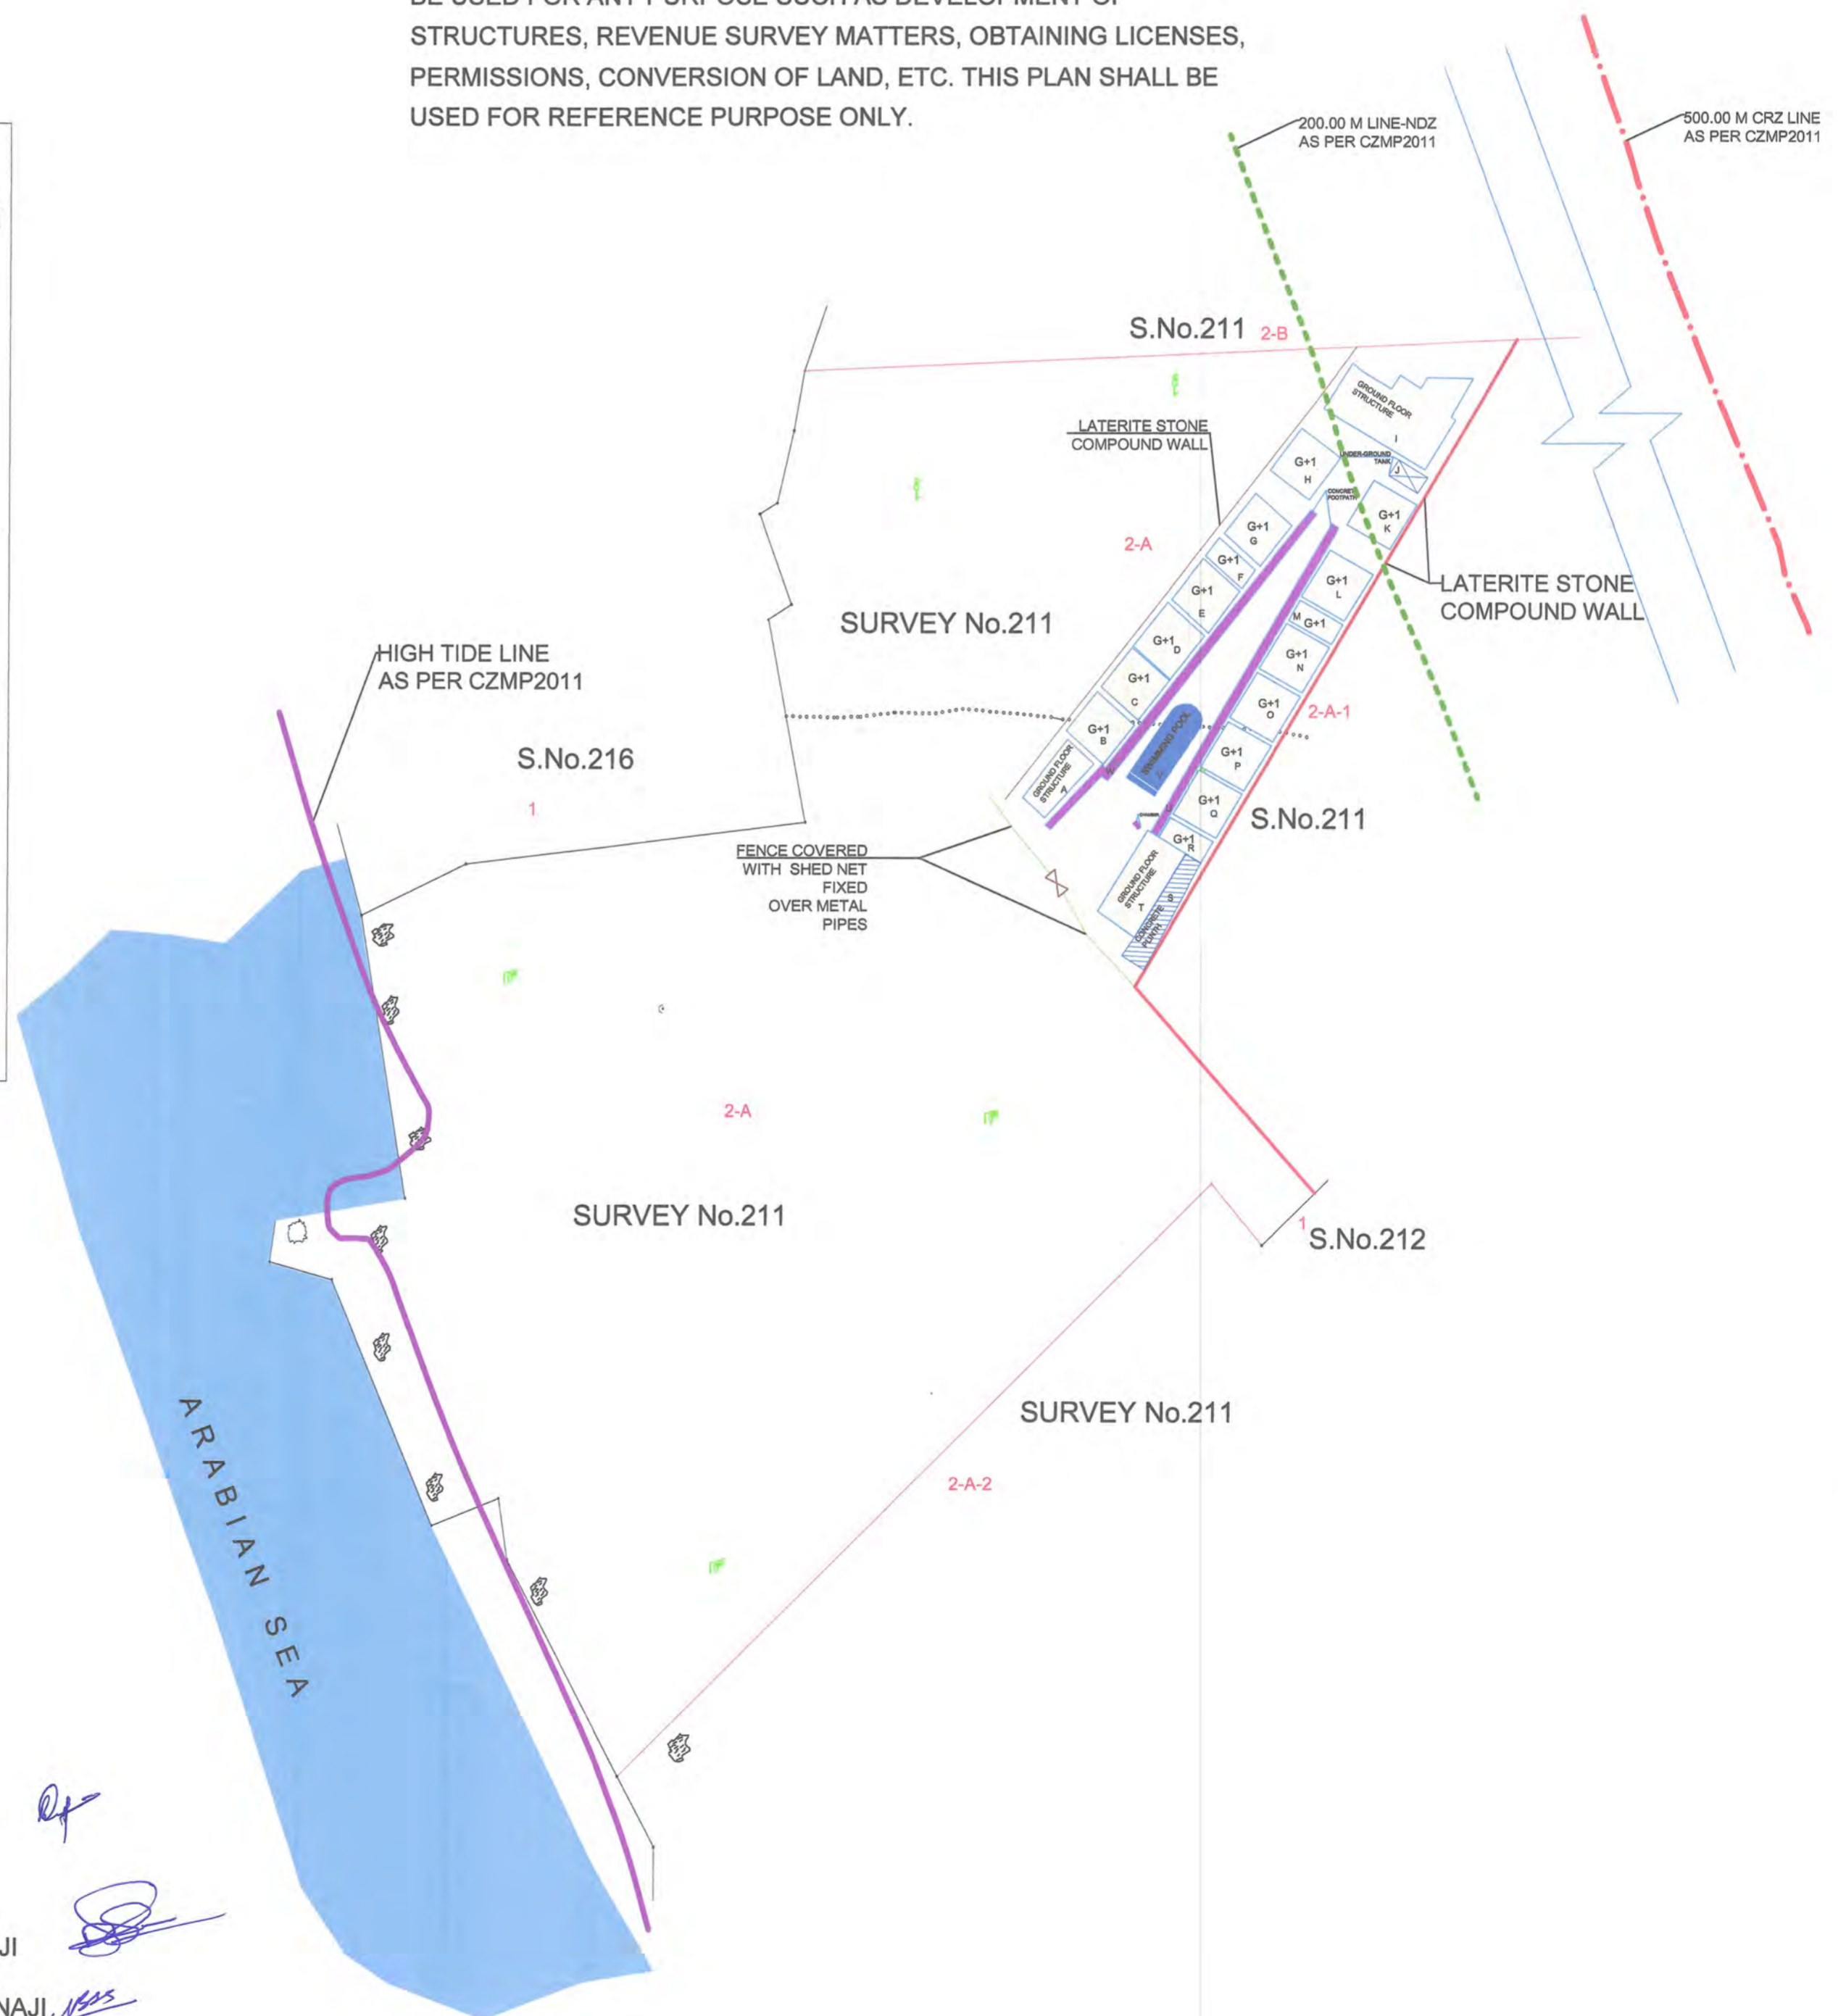 STRUCTURES, REVENUE SURVEY MATTERS, OBTAINING LICENSES,
PERMISSIONS, CONVERSION OF LAND, ETC. THIS PLAN SHALL BE
USED FOR REFERENCE PURPOSE ONLY.
200.00 M LINE-NDZ
AS PER CZMP2011
500.00 M CRZ LINE
AS PER CZMP2011
S.No.211 2-B
GROUND FLOOR
STRUCTURE
I
LATERITE STONE
COMPOUND WALL
UNDER-GROUND
TANK
J
G+1
H
CONCRET
FOOTPATH
G+1
K
G+1
G
2-A
G+1
F
G+1
L
LATERITE STONE
COMPOUND WALL
G+1
E
M G+1
SURVEY No.211
G+1
D
G+1
N
HIGH TIDE LINE
AS PER CZMP2011
G+1
C
G+1
O
2-A-1
G+1
B
SWIMMING POOL
G+1
P
S.No.216
1
GROUND FLOOR
STRUCTURE
A
G+1
Q
S.No.211
G+1
R
FENCE COVERED
WITH SHED NET
FIXED
OVER METAL
PIPES
GROUND FLOOR
STRUCTURE
T
S
CONCRETE
PLINTH
2-A
SURVEY No.211
1
S.No.212
SURVEY No.211
2-A-2
ARABIAN SEA
JI
NAJI